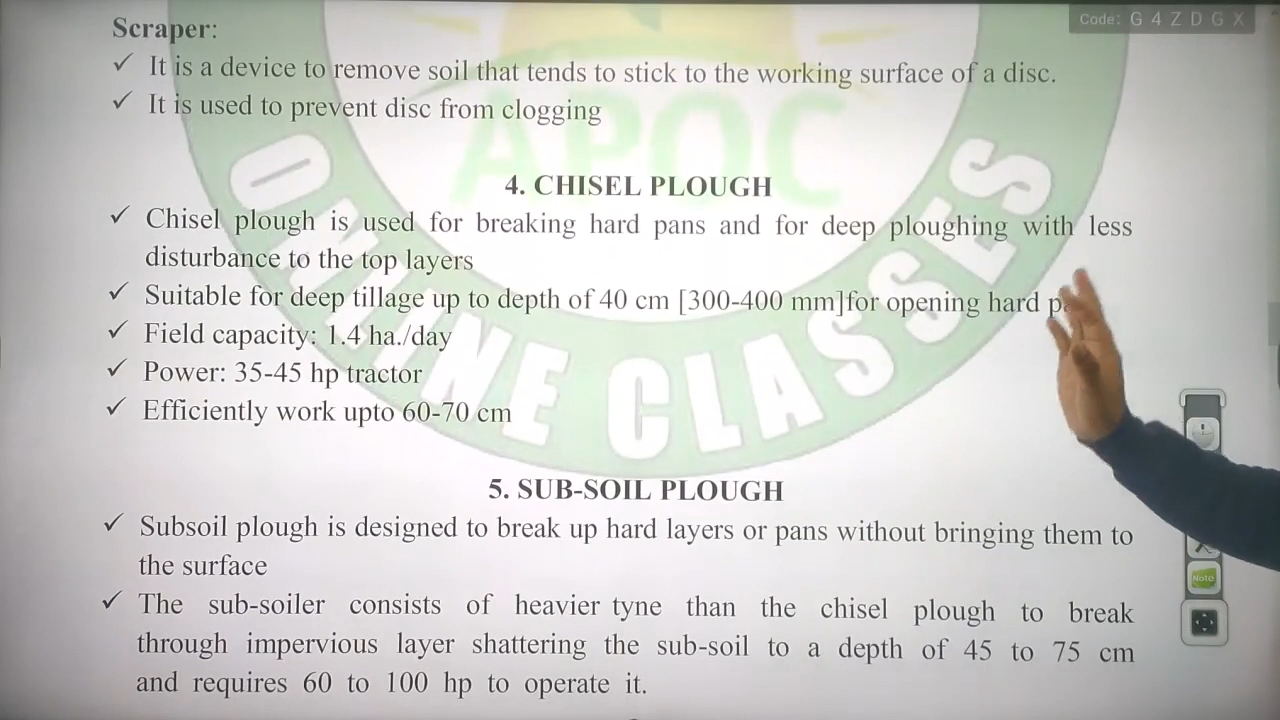 Code: G 4 Z D G X
Scraper:
✓ It is a device to remove soil that tends to stick to the working surface of a disc.
✓ It is used to prevent disc from clogging
APOC
ONLINE CLASSES
4. CHISEL PLOUGH
✓ Chisel plough is used for breaking hard pans and for deep ploughing with less
disturbance to the top layers
✓ Suitable for deep tillage up to depth of 40 cm [300-400 mm]for opening hard
✓ Field capacity: 1.4 ha./day
✓ Power: 35-45 hp tractor
✓ Efficiently work upto 60-70 cm
5. SUB-SOIL PLOUGH
✓ Subsoil plough is designed to break up hard layers or pans without bringing them to
the surface
✓ The sub-soiler consists of heavier tyne than the chisel plough to break
through impervious layer shattering the sub-soil to a depth of 45 to 75 cm
and requires 60 to 100 hp to operate it.
Note